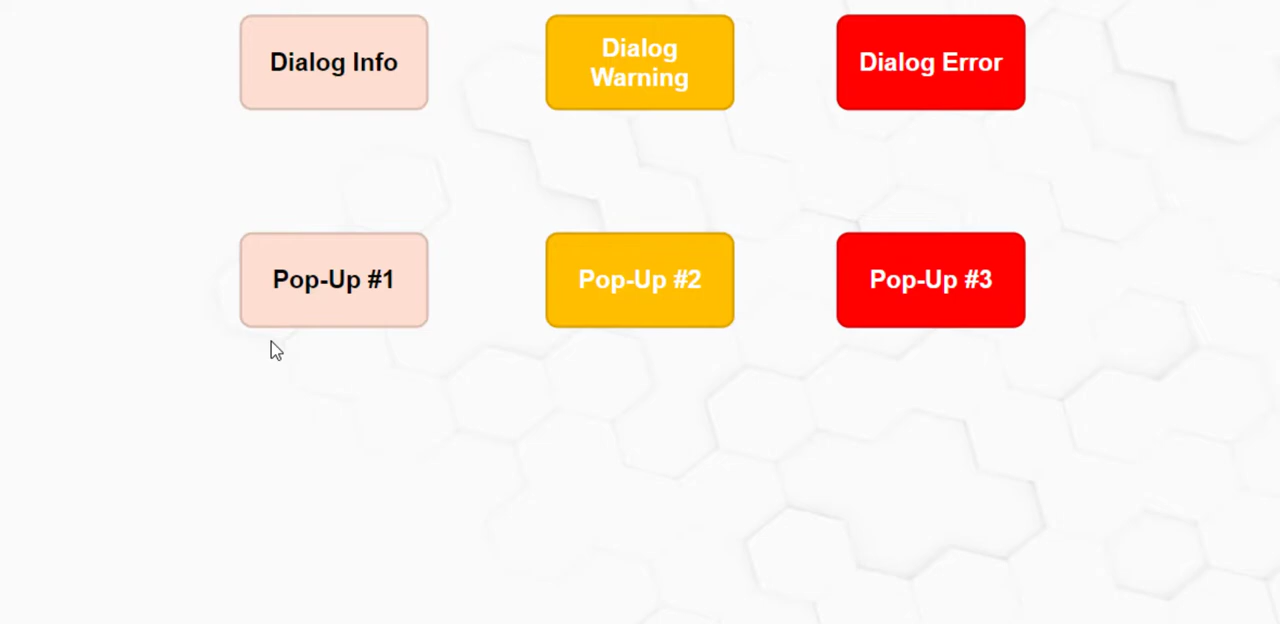 Dialog Info
Dialog
Warning
Dialog Error
Pop-Up #1
Pop-Up #2
Pop-Up #3